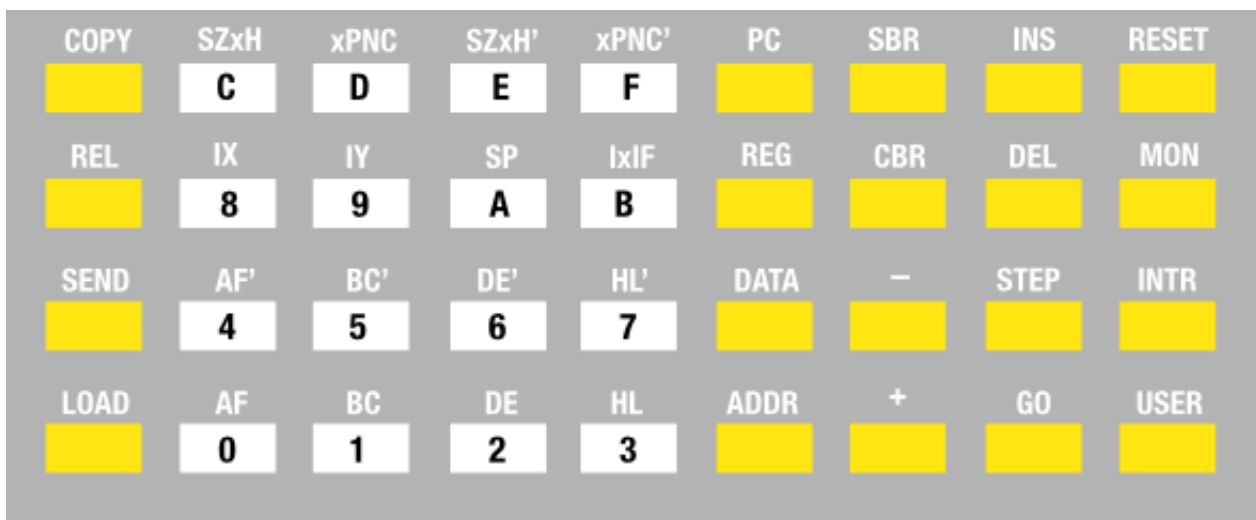 COPY SZxH xPNC SZxH’ xPNC’ PC SBR INS RESET
C D E F
REL IX IY SP IxIF REG CBR DEL MON
8 9 A B
SEND AF’ BC’ DE’ HL’ DATA – STEP INTR
4 5 6 7
LOAD AF BC DE HL ADDR + GO USER
0 1 2 3